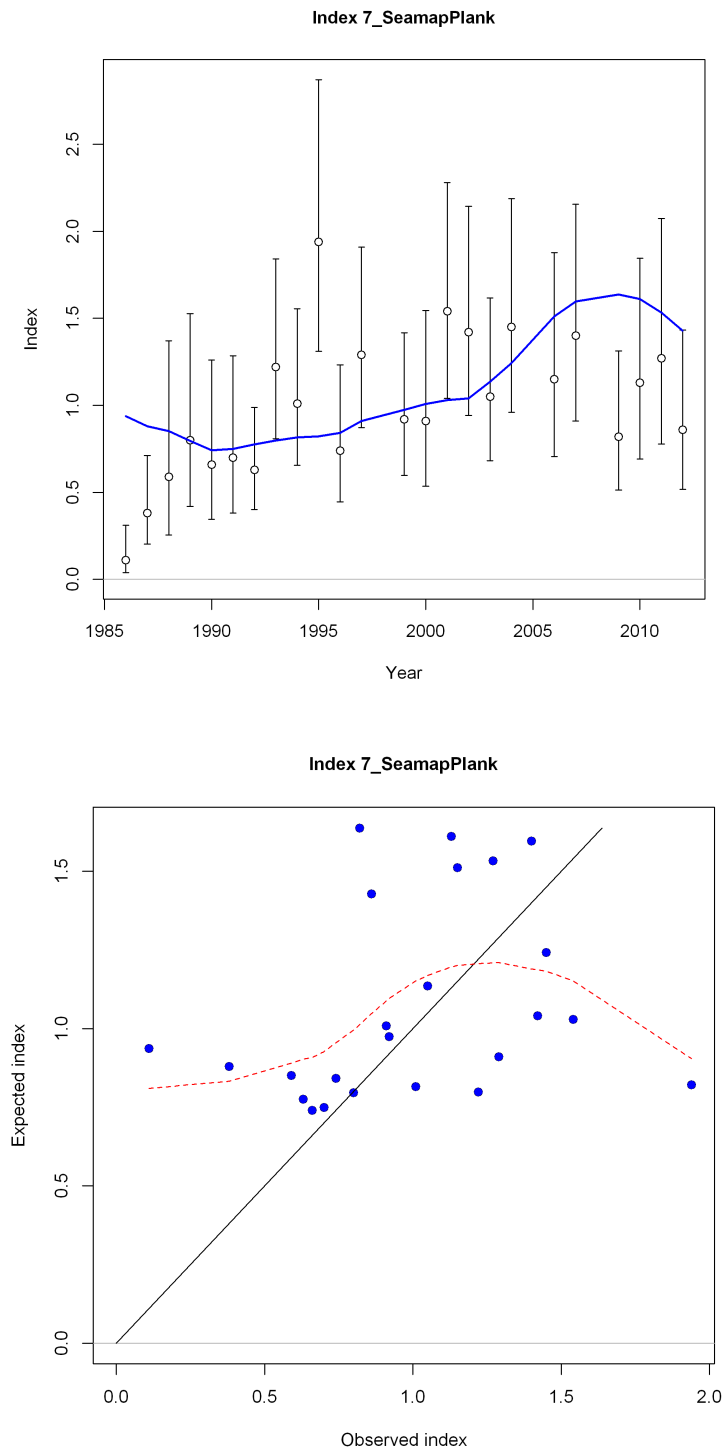 Index 7_SeamapPlank
2.5
2.0
1.5
1.0
0.5
0.0
Index
1985 1990 1995 2000 2005 2010
Year
Index 7_SeamapPlank
1.5
1.0
0.5
0.0
Expected index
0.0 0.5 1.0 1.5 2.0
Observed index